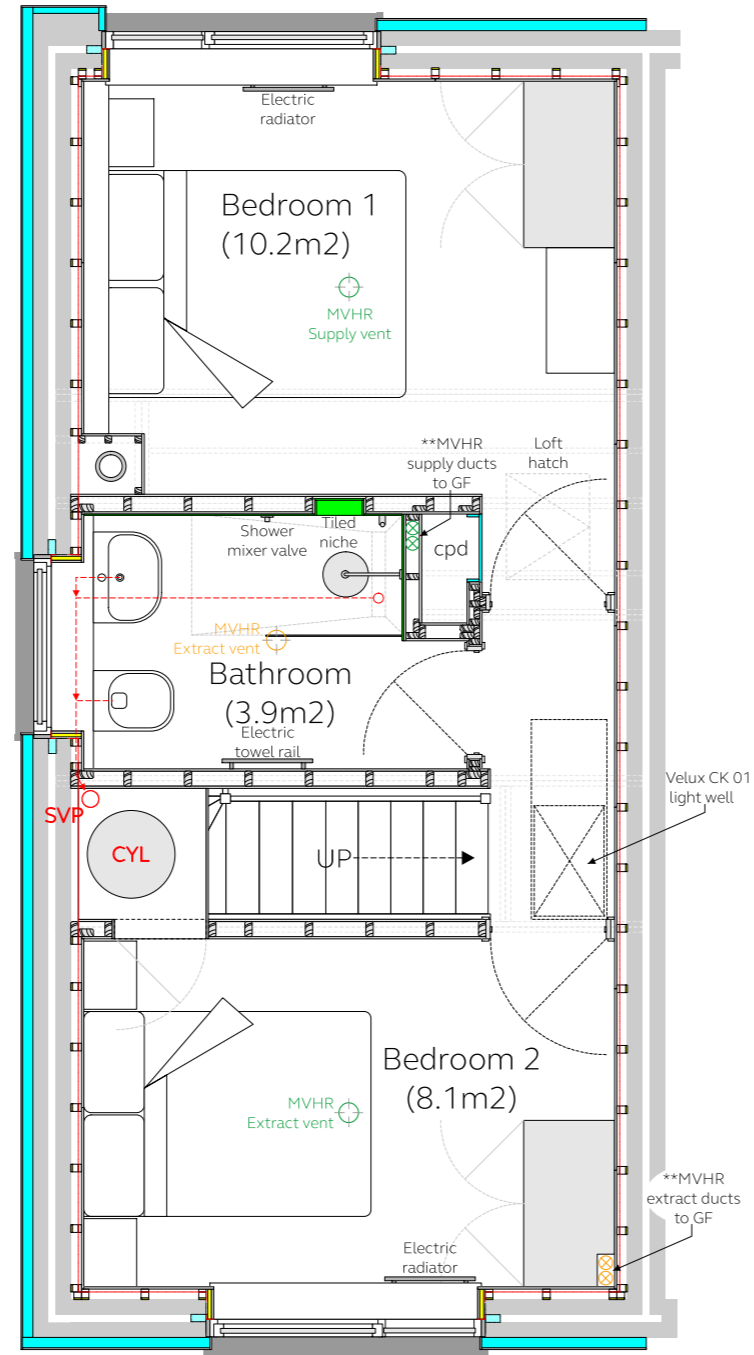 Electric
radiator
Bedroom 1
(10.2m2)
MVHR
Supply vent
**MVHR
supply ducts
to GF
Loft
hatch
Shower
mixer valve
Tiled
niche
cpd
MVHR
Extract vent
Bathroom
(3.9m2)
Electric
towel rail
Velux CK 01
light well
SVP
CYL
UP
Bedroom 2
(8.1m2)
MVHR
Extract vent
**MVHR
extract ducts
to GF
Electric
radiator